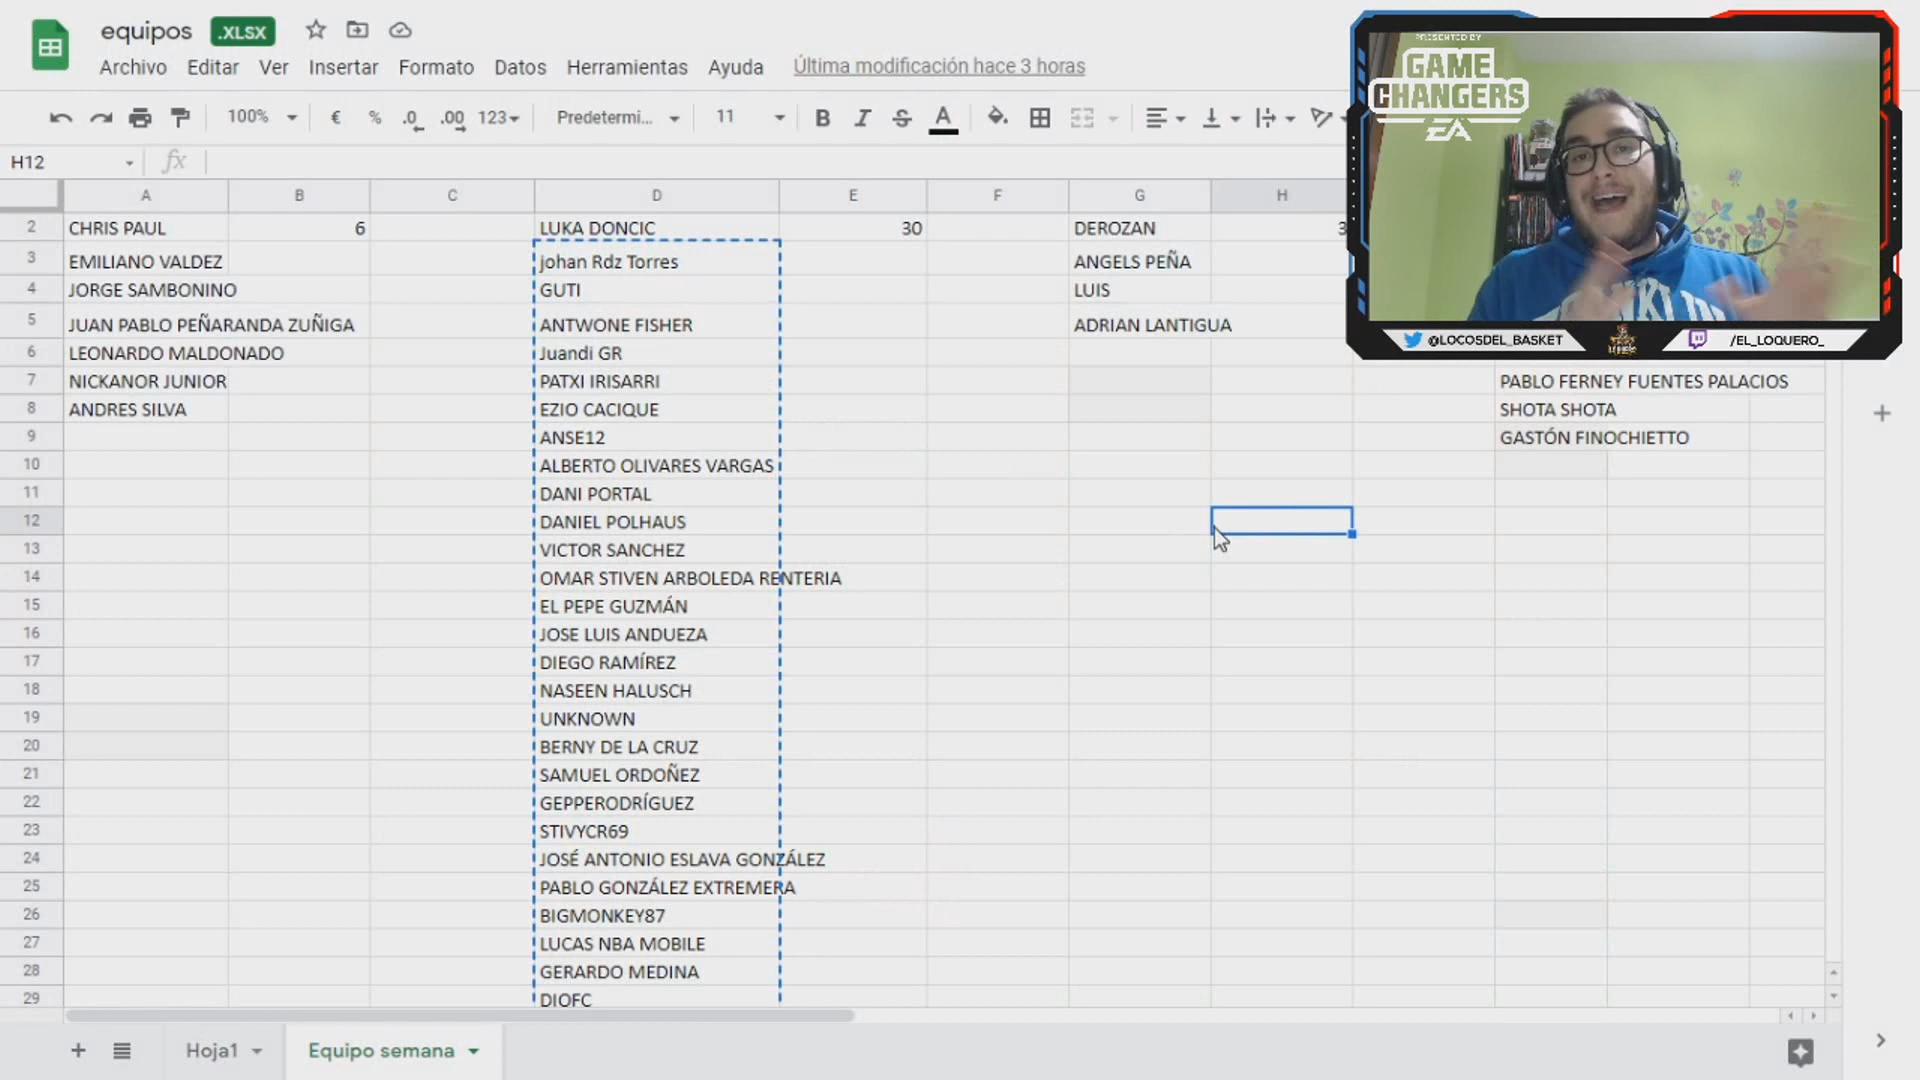 equipos .XLSX
Archivo Editar Ver Insertar Formato Datos Herramientas Ayuda Última modificación hace 3 horas
100% € % .0 .00 123 Predetermi... 11 B I S A
H12 fx
A B C D E F G H
2 CHRIS PAUL 6 LUKA DONCIC 30 DEROZAN 3
3 EMILIANO VALDEZ johan Rdz Torres ANGELS PEÑA
4 JORGE SAMBONINO GUTI LUIS
5 JUAN PABLO PEÑARANDA ZUÑIGA ANTWONE FISHER ADRIAN LANTIGUA
6 LEONARDO MALDONADO Juandi GR
7 NICKANOR JUNIOR PATXI IRISARRI PABLO FERNEY FUENTES PALACIOS
8 ANDRES SILVA EZIO CACIQUE SHOTA SHOTA
9 ANSE12 GASTÓN FINOCHIETTO
10 ALBERTO OLIVARES VARGAS
11 DANI PORTAL
12 DANIEL POLHAUS
13 VICTOR SANCHEZ
14 OMAR STIVEN ARBOLEDA RENTERIA
15 EL PEPE GUZMÁN
16 JOSE LUIS ANDUEZA
17 DIEGO RAMÍREZ
18 NASEEN HALUSCH
19 UNKNOWN
20 BERNY DE LA CRUZ
21 SAMUEL ORDOÑEZ
22 GEPPERODRÍGUEZ
23 STIVYCR69
24 JOSÉ ANTONIO ESLAVA GONZÁLEZ
25 PABLO GONZÁLEZ EXTREMERA
26 BIGMONKEY87
27 LUCAS NBA MOBILE
28 GERARDO MEDINA
29 DIOFC
Hoja1 Equipo semana
PRESENTED BY
GAME
CHANGERS
EA
@LOCOSDEL_BASKET /EL_LOQUERO_